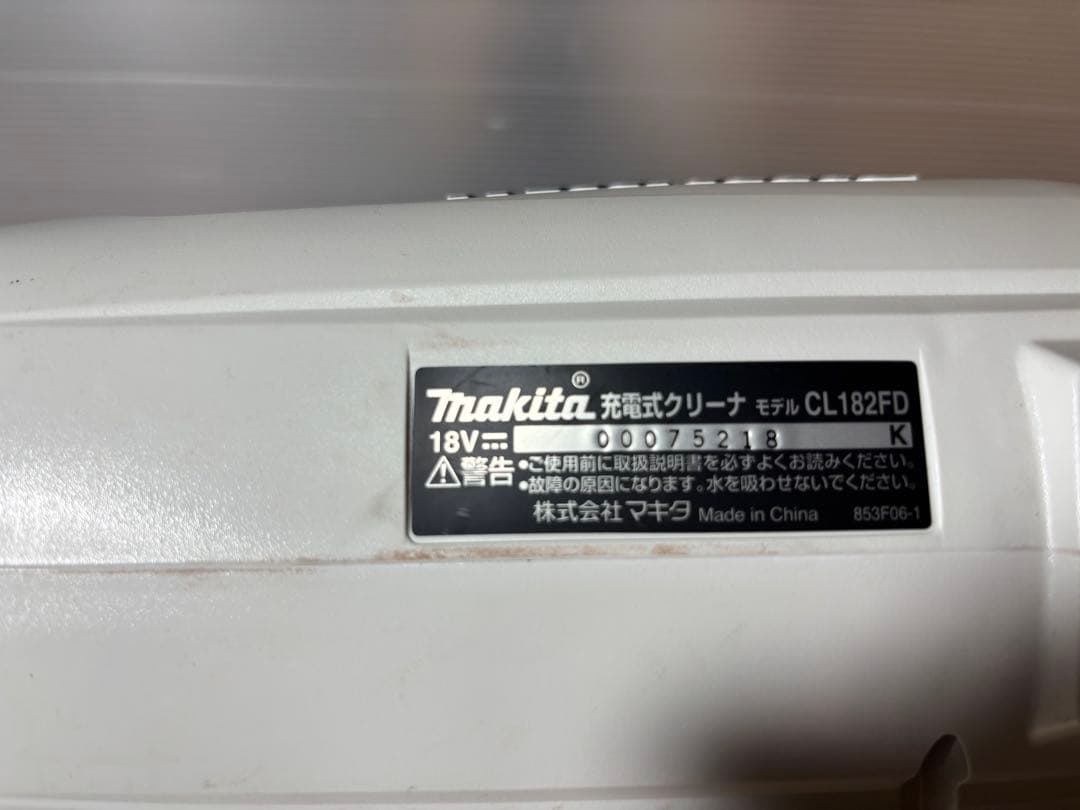 makita® 充電式クリーナ モデル CL182FD
18V⎓ 00075218 K
⚠警告 •ご使用前に取扱説明書を必ずよくお読みください。
•故障の原因になります。水を吸わせないでください。
株式会社マキタ Made in China 853F06-1